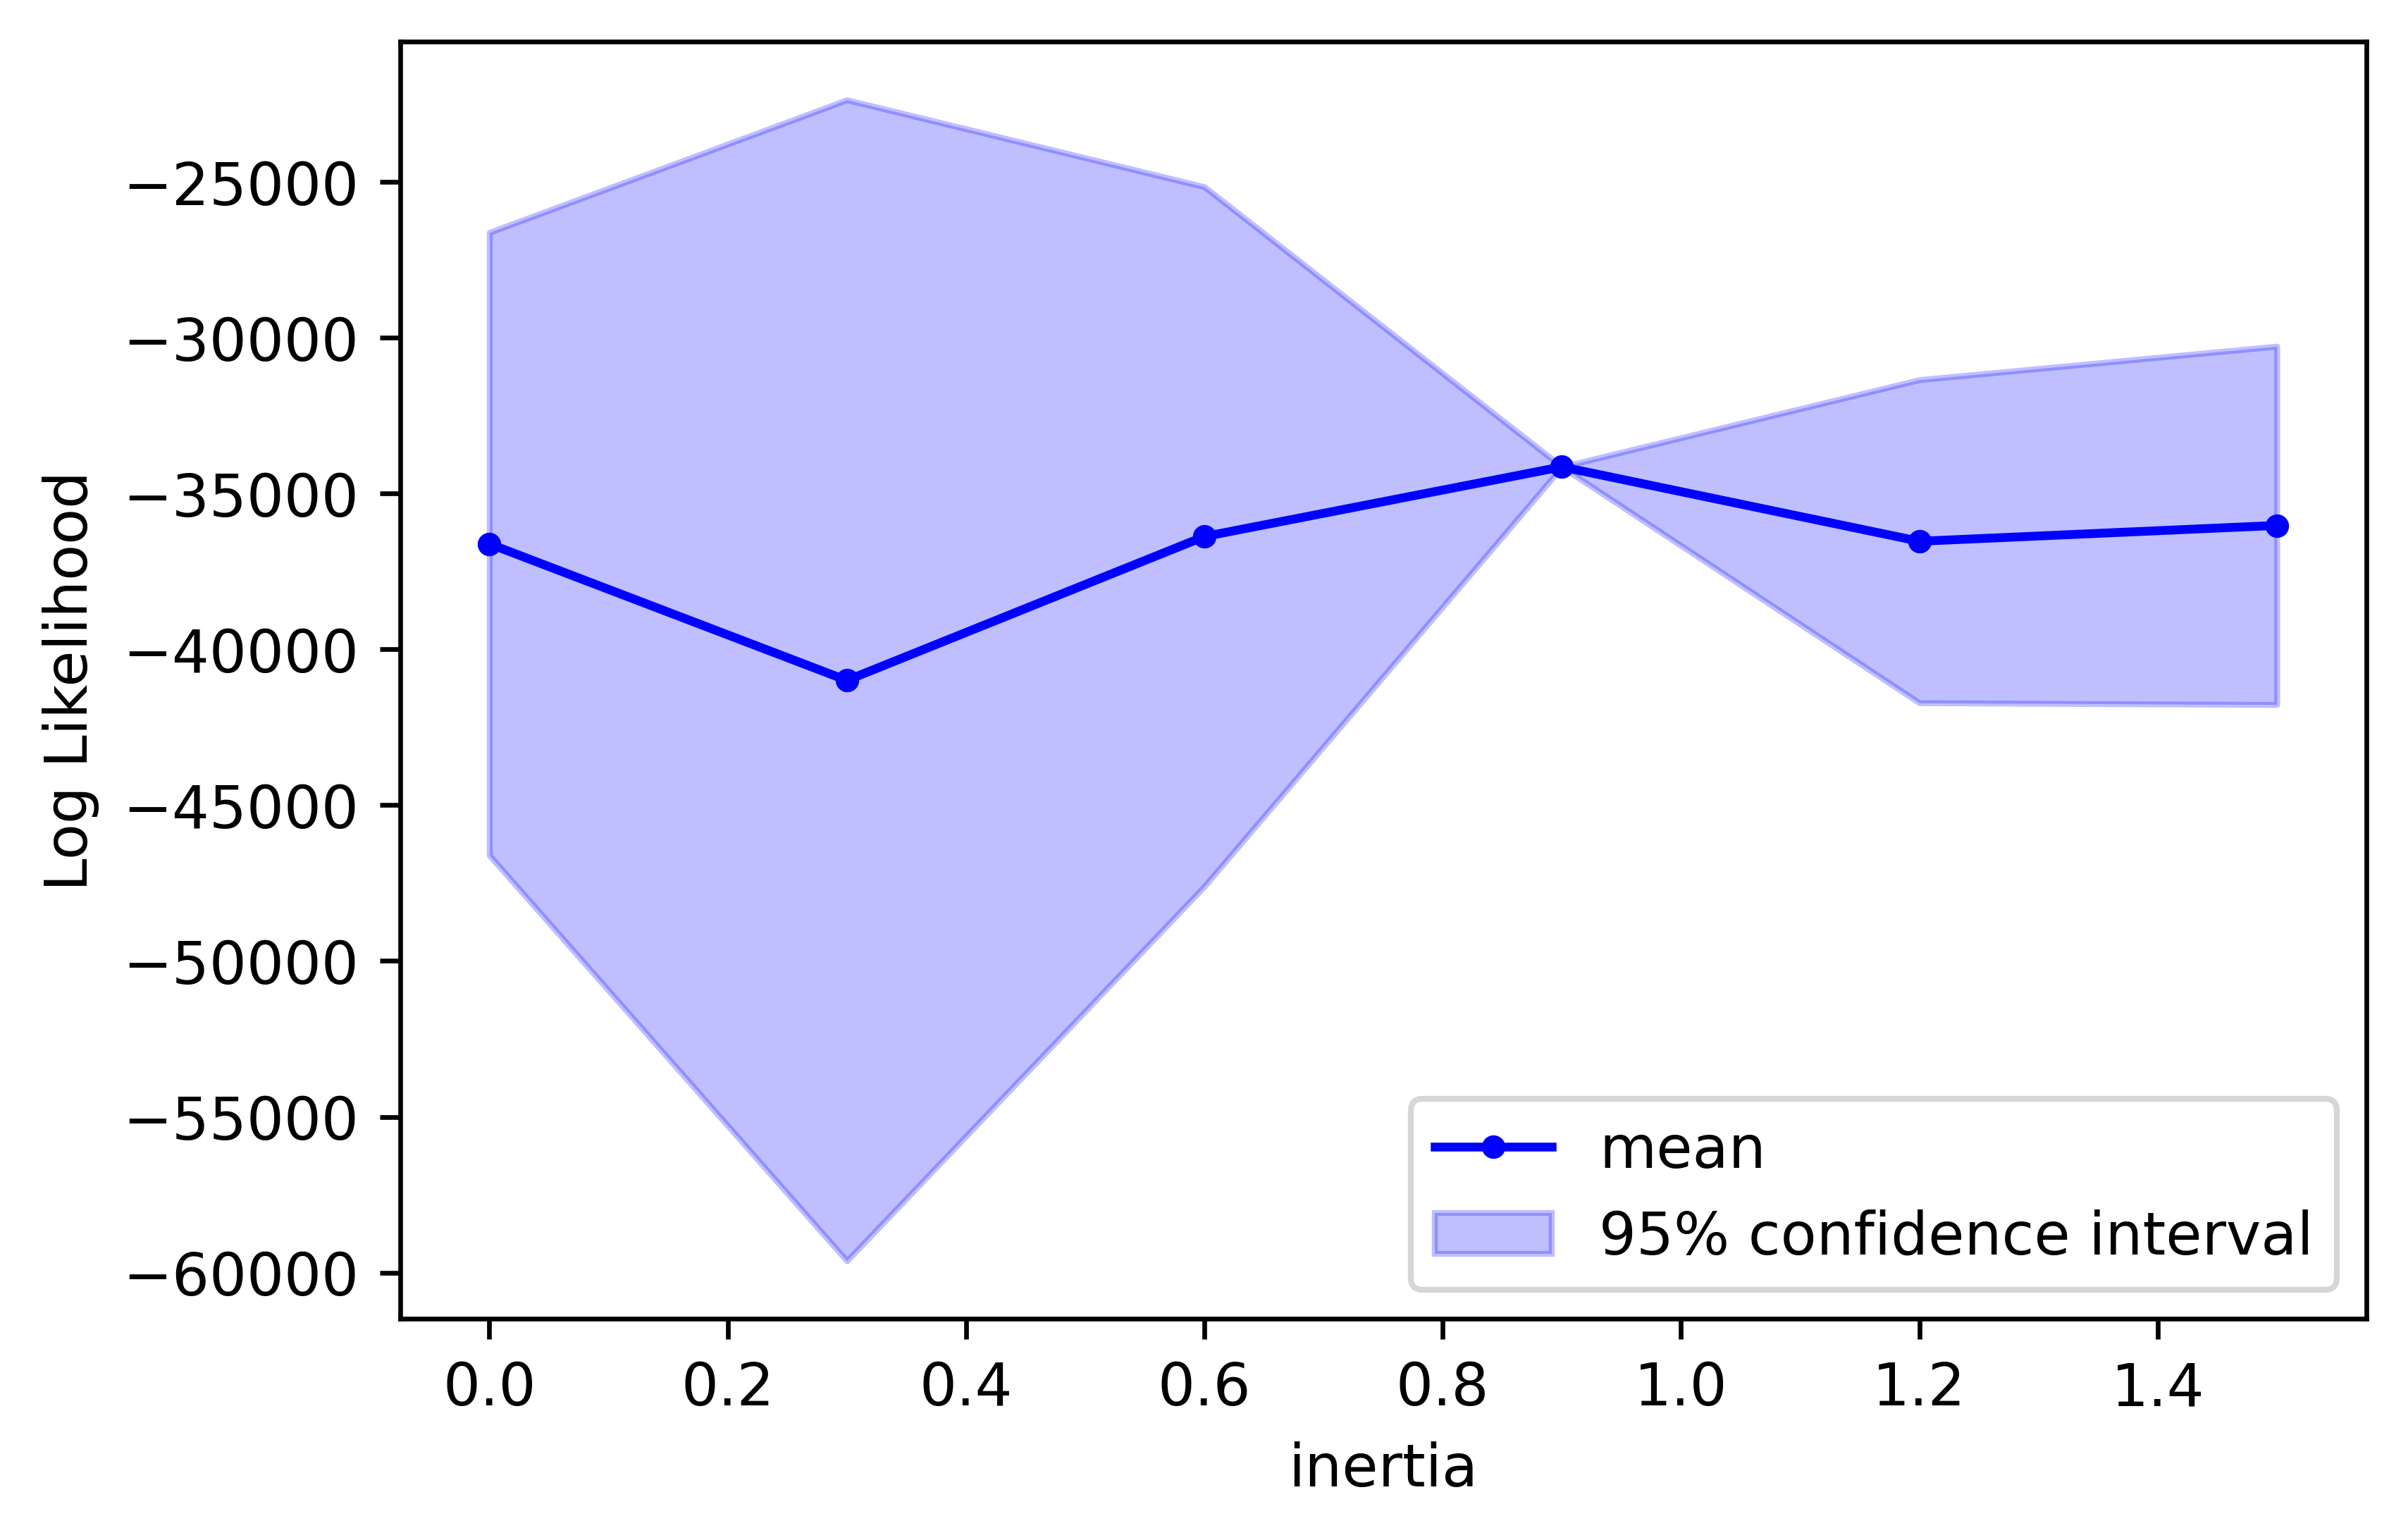 −25000
−30000
−35000
−40000
−45000
−50000
−55000
−60000
Log Likelihood
mean
95% confidence interval
0.0 0.2 0.4 0.6 0.8 1.0 1.2 1.4
inertia